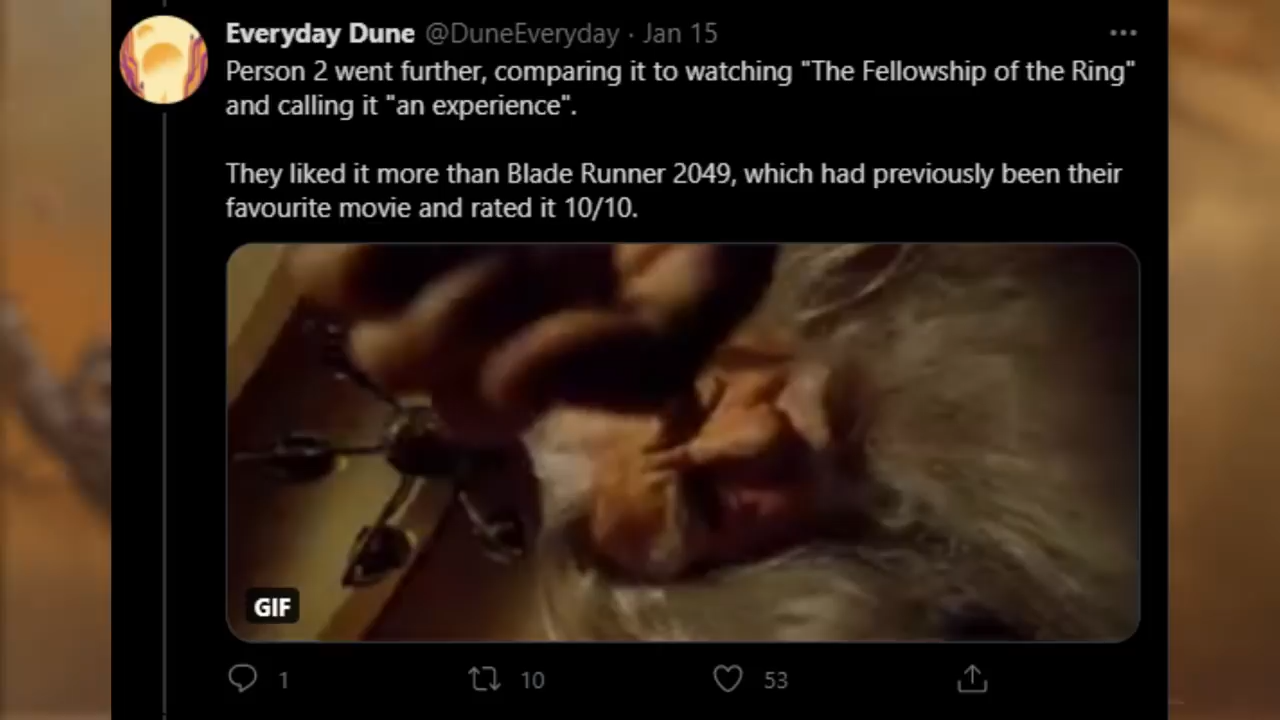 Everyday Dune @DuneEveryday · Jan 15
Person 2 went further, comparing it to watching "The Fellowship of the Ring"
and calling it "an experience".
They liked it more than Blade Runner 2049, which had previously been their
favourite movie and rated it 10/10.
GIF
1 10 53